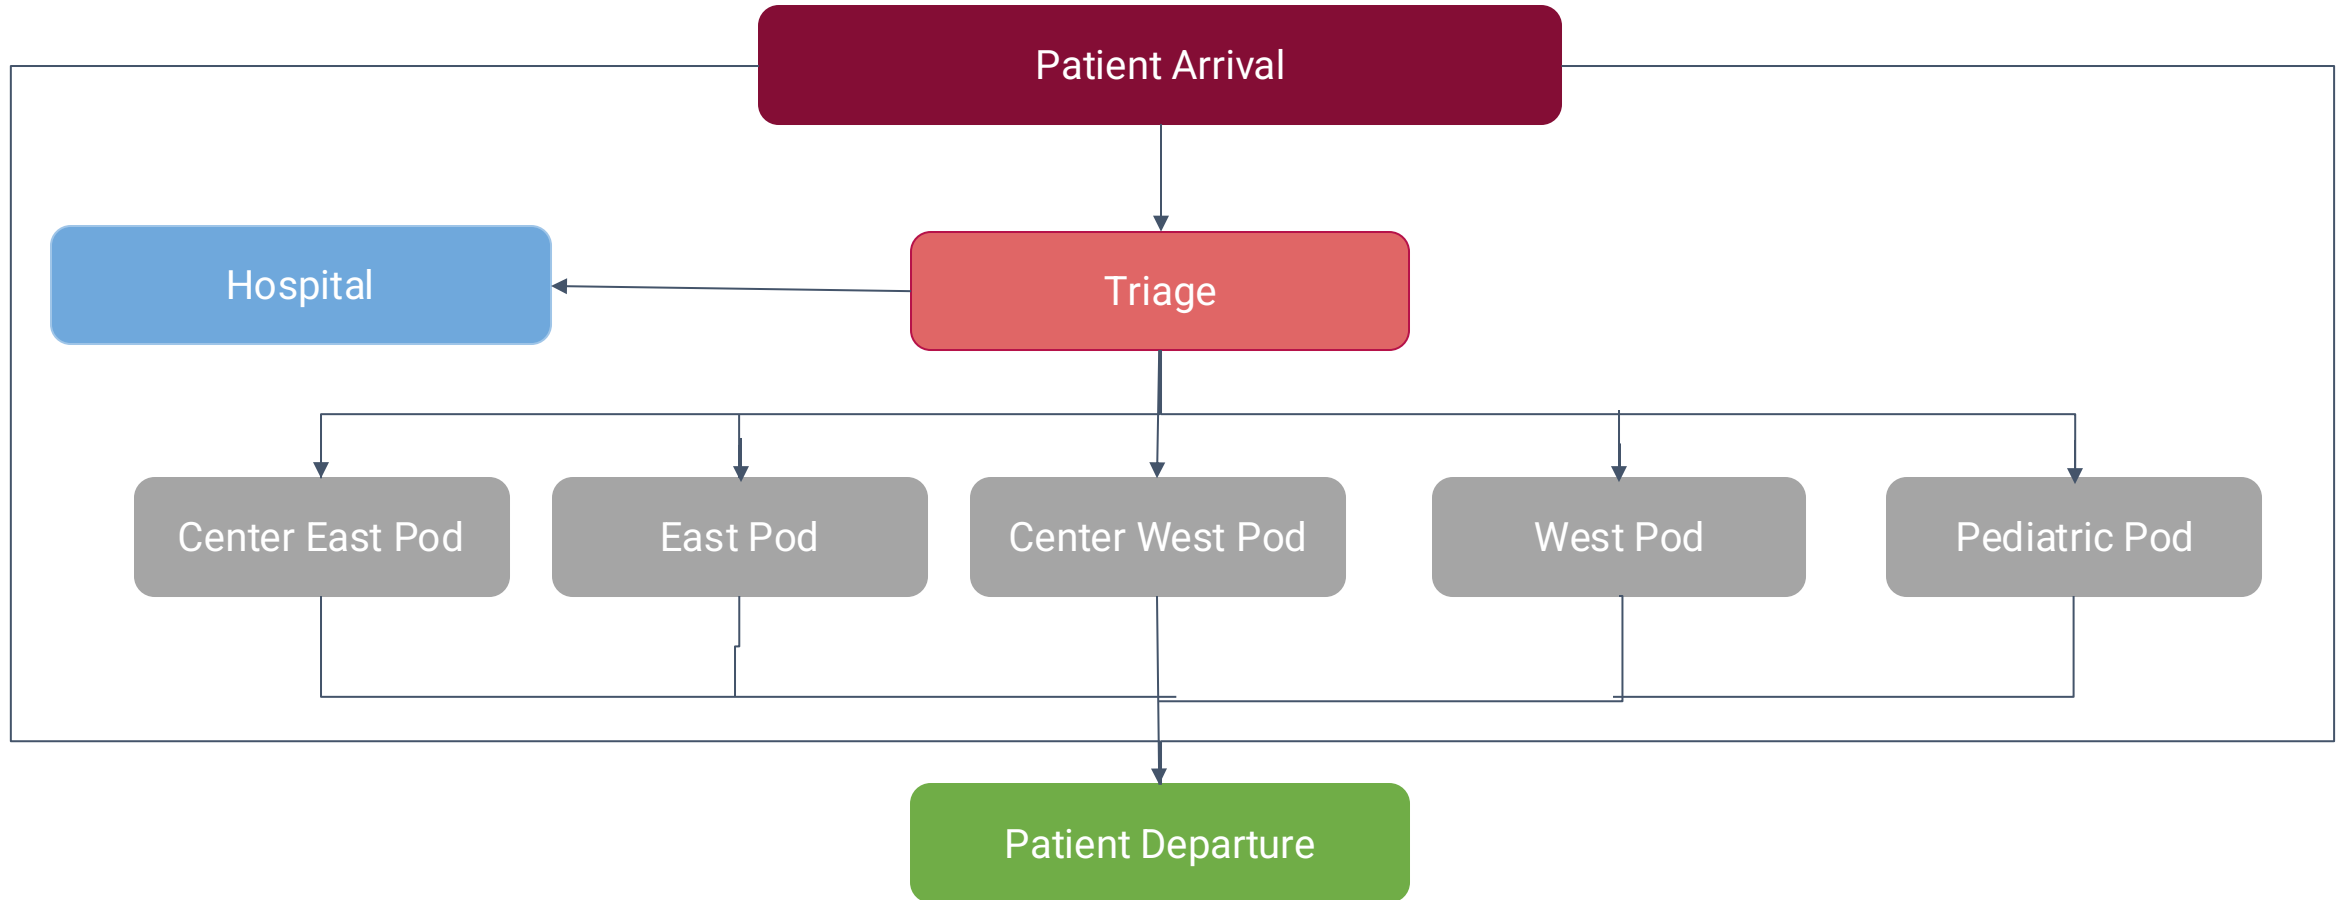 Patient Arrival
Hospital
Triage
Center East Pod
East Pod
Center West Pod
West Pod
Pediatric Pod
Patient Departure